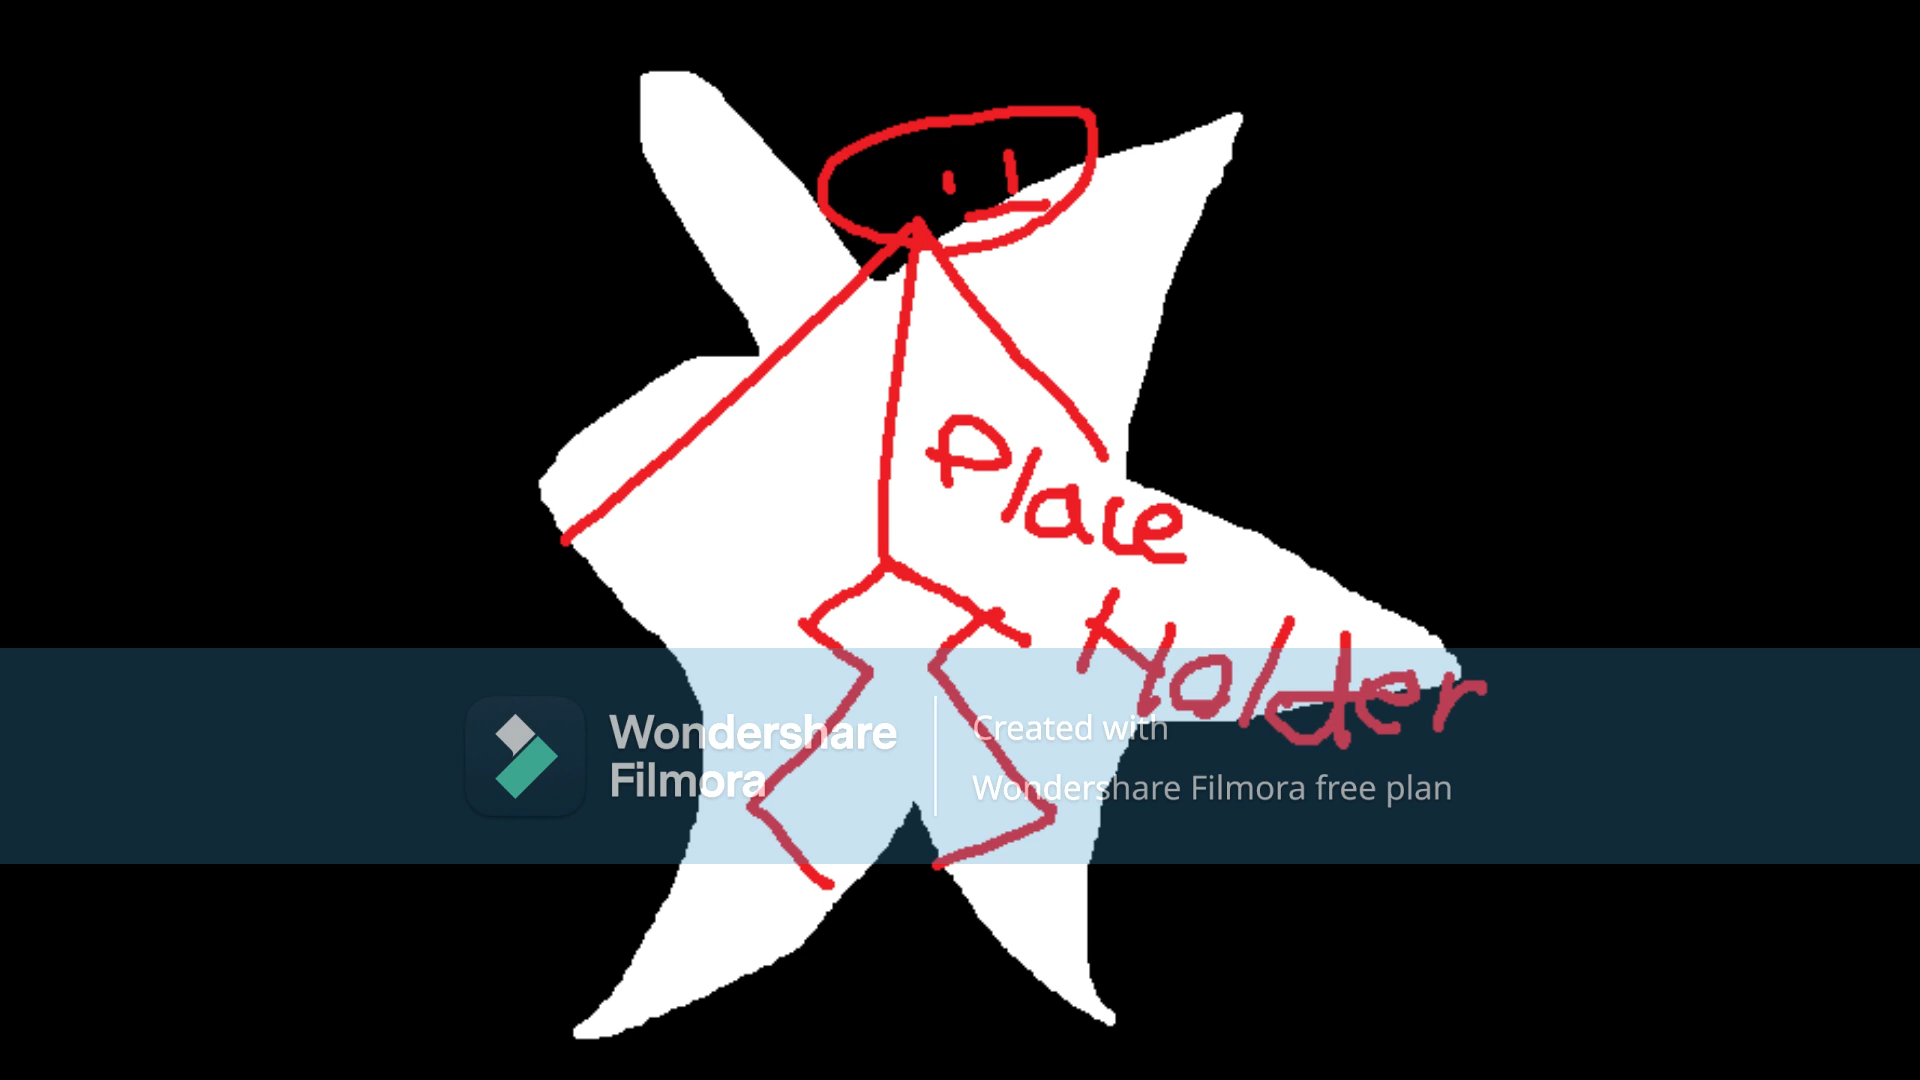 Place
Holder
Wondershare
Filmora
Created with
Wondershare Filmora free plan